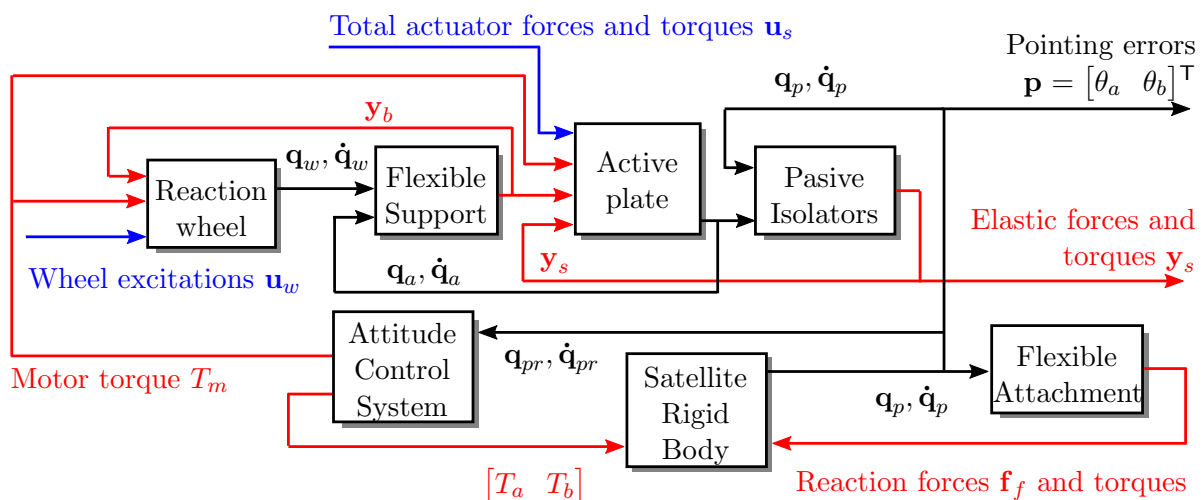 Total actuator forces and torques u_s
Pointing errors
p = [θ_a θ_b]^T
q_p, q̇_p
y_b
q_w, q̇_w
Reaction
wheel
Flexible
Support
Active
plate
Pasive
Isolators
Elastic forces and
torques y_s
Wheel excitations u_w
q_a, q̇_a
y_s
Attitude
Control
System
q_pr, q̇_pr
Motor torque T_m
Satellite
Rigid
Body
q_p, q̇_p
Flexible
Attachment
[T_a T_b]
Reaction forces f_f and torques